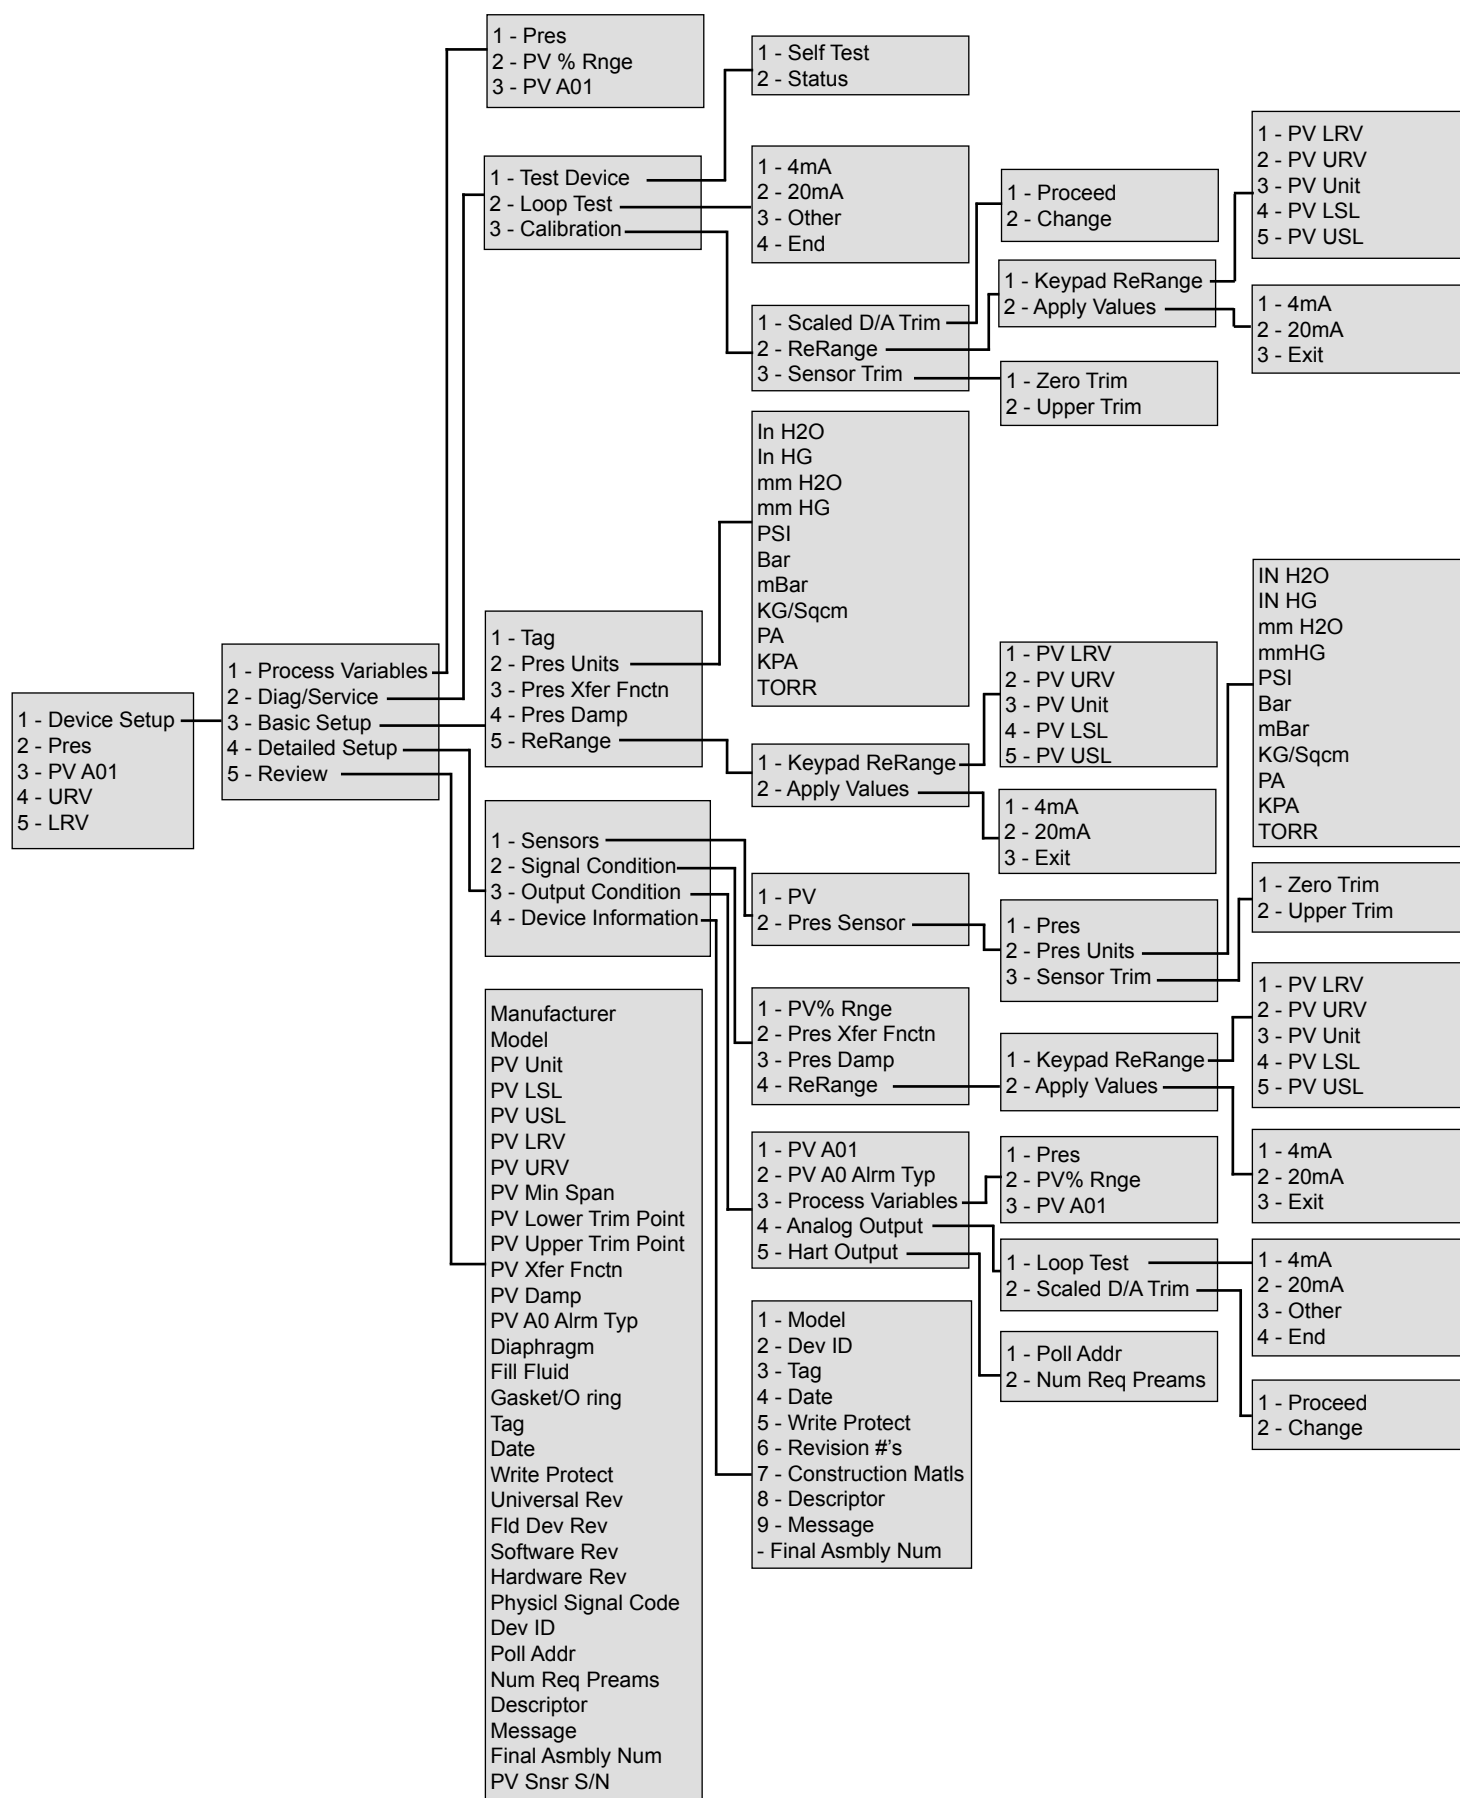 1 - Device Setup
2 - Pres
3 - PV A01
4 - URV
5 - LRV
1 - Process Variables
2 - Diag/Service
3 - Basic Setup
4 - Detailed Setup
5 - Review
1 - Pres
2 - PV % Rnge
3 - PV A01
1 - Test Device
2 - Loop Test
3 - Calibration
1 - Tag
2 - Pres Units
3 - Pres Xfer Fnctn
4 - Pres Damp
5 - ReRange
1 - Sensors
2 - Signal Condition
3 - Output Condition
4 - Device Information
Manufacturer
Model
PV Unit
PV LSL
PV USL
PV LRV
PV URV
PV Min Span
PV Lower Trim Point
PV Upper Trim Point
PV Xfer Fnctn
PV Damp
PV A0 Alrm Typ
Diaphragm
Fill Fluid
Gasket/O ring
Tag
Date
Write Protect
Universal Rev
Fld Dev Rev
Software Rev
Hardware Rev
Physicl Signal Code
Dev ID
Poll Addr
Num Req Preams
Descriptor
Message
Final Asmbly Num
PV Snsr S/N
1 - Self Test
2 - Status
1 - 4mA
2 - 20mA
3 - Other
4 - End
1 - Scaled D/A Trim
2 - ReRange
3 - Sensor Trim
In H2O
In HG
mm H2O
mm HG
PSI
Bar
mBar
KG/Sqcm
PA
KPA
TORR
1 - Keypad ReRange
2 - Apply Values
1 - PV
2 - Pres Sensor
1 - PV% Rnge
2 - Pres Xfer Fnctn
3 - Pres Damp
4 - ReRange
1 - PV A01
2 - PV A0 Alrm Typ
3 - Process Variables
4 - Analog Output
5 - Hart Output
1 - Model
2 - Dev ID
3 - Tag
4 - Date
5 - Write Protect
6 - Revision #'s
7 - Construction Matls
8 - Descriptor
9 - Message
- Final Asmbly Num
1 - Proceed
2 - Change
1 - Keypad ReRange
2 - Apply Values
1 - Zero Trim
2 - Upper Trim
1 - PV LRV
2 - PV URV
3 - PV Unit
4 - PV LSL
5 - PV USL
1 - 4mA
2 - 20mA
3 - Exit
1 - Pres
2 - Pres Units
3 - Sensor Trim
1 - Keypad ReRange
2 - Apply Values
1 - Pres
2 - PV% Rnge
3 - PV A01
1 - Loop Test
2 - Scaled D/A Trim
1 - Poll Addr
2 - Num Req Preams
1 - PV LRV
2 - PV URV
3 - PV Unit
4 - PV LSL
5 - PV USL
1 - 4mA
2 - 20mA
3 - Exit
IN H2O
IN HG
mm H2O
mmHG
PSI
Bar
mBar
KG/Sqcm
PA
KPA
TORR
1 - Zero Trim
2 - Upper Trim
1 - PV LRV
2 - PV URV
3 - PV Unit
4 - PV LSL
5 - PV USL
1 - 4mA
2 - 20mA
3 - Exit
1 - 4mA
2 - 20mA
3 - Other
4 - End
1 - Proceed
2 - Change